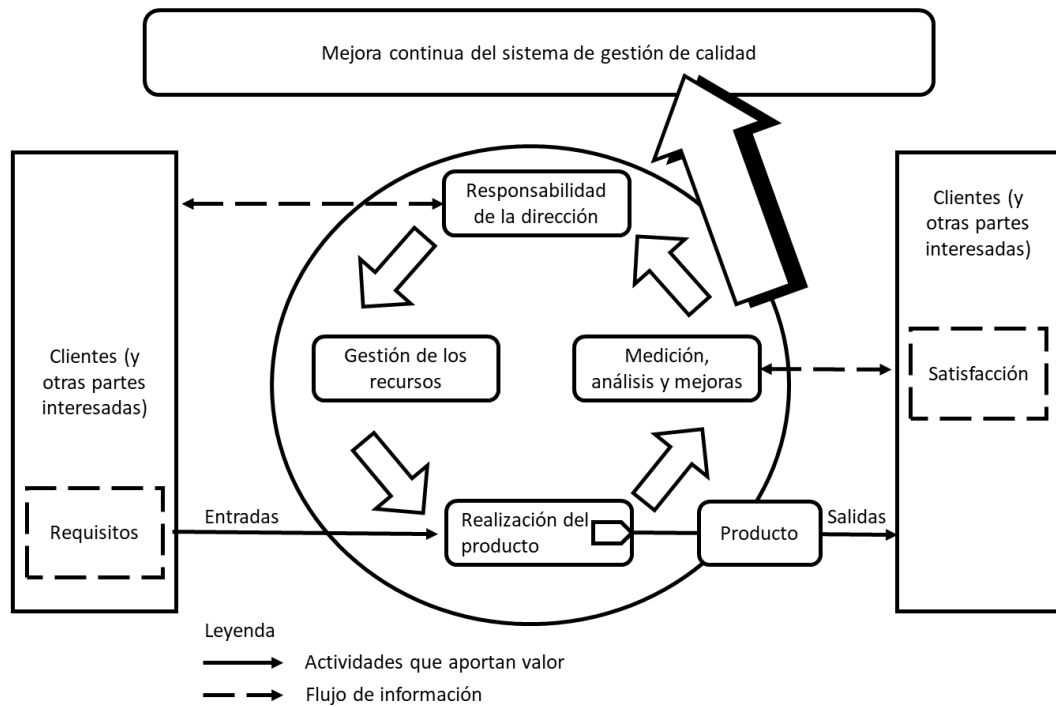 Mejora continua del sistema de gestión de calidad
Responsabilidad
de la dirección
Clientes (y
otras partes
interesadas)
Gestión de los
recursos
Medición,
análisis y mejoras
Clientes (y
otras partes
interesadas)
Satisfacción
Requisitos
Entradas
Realización del
producto
Producto
Salidas
Leyenda
Actividades que aportan valor
Flujo de información